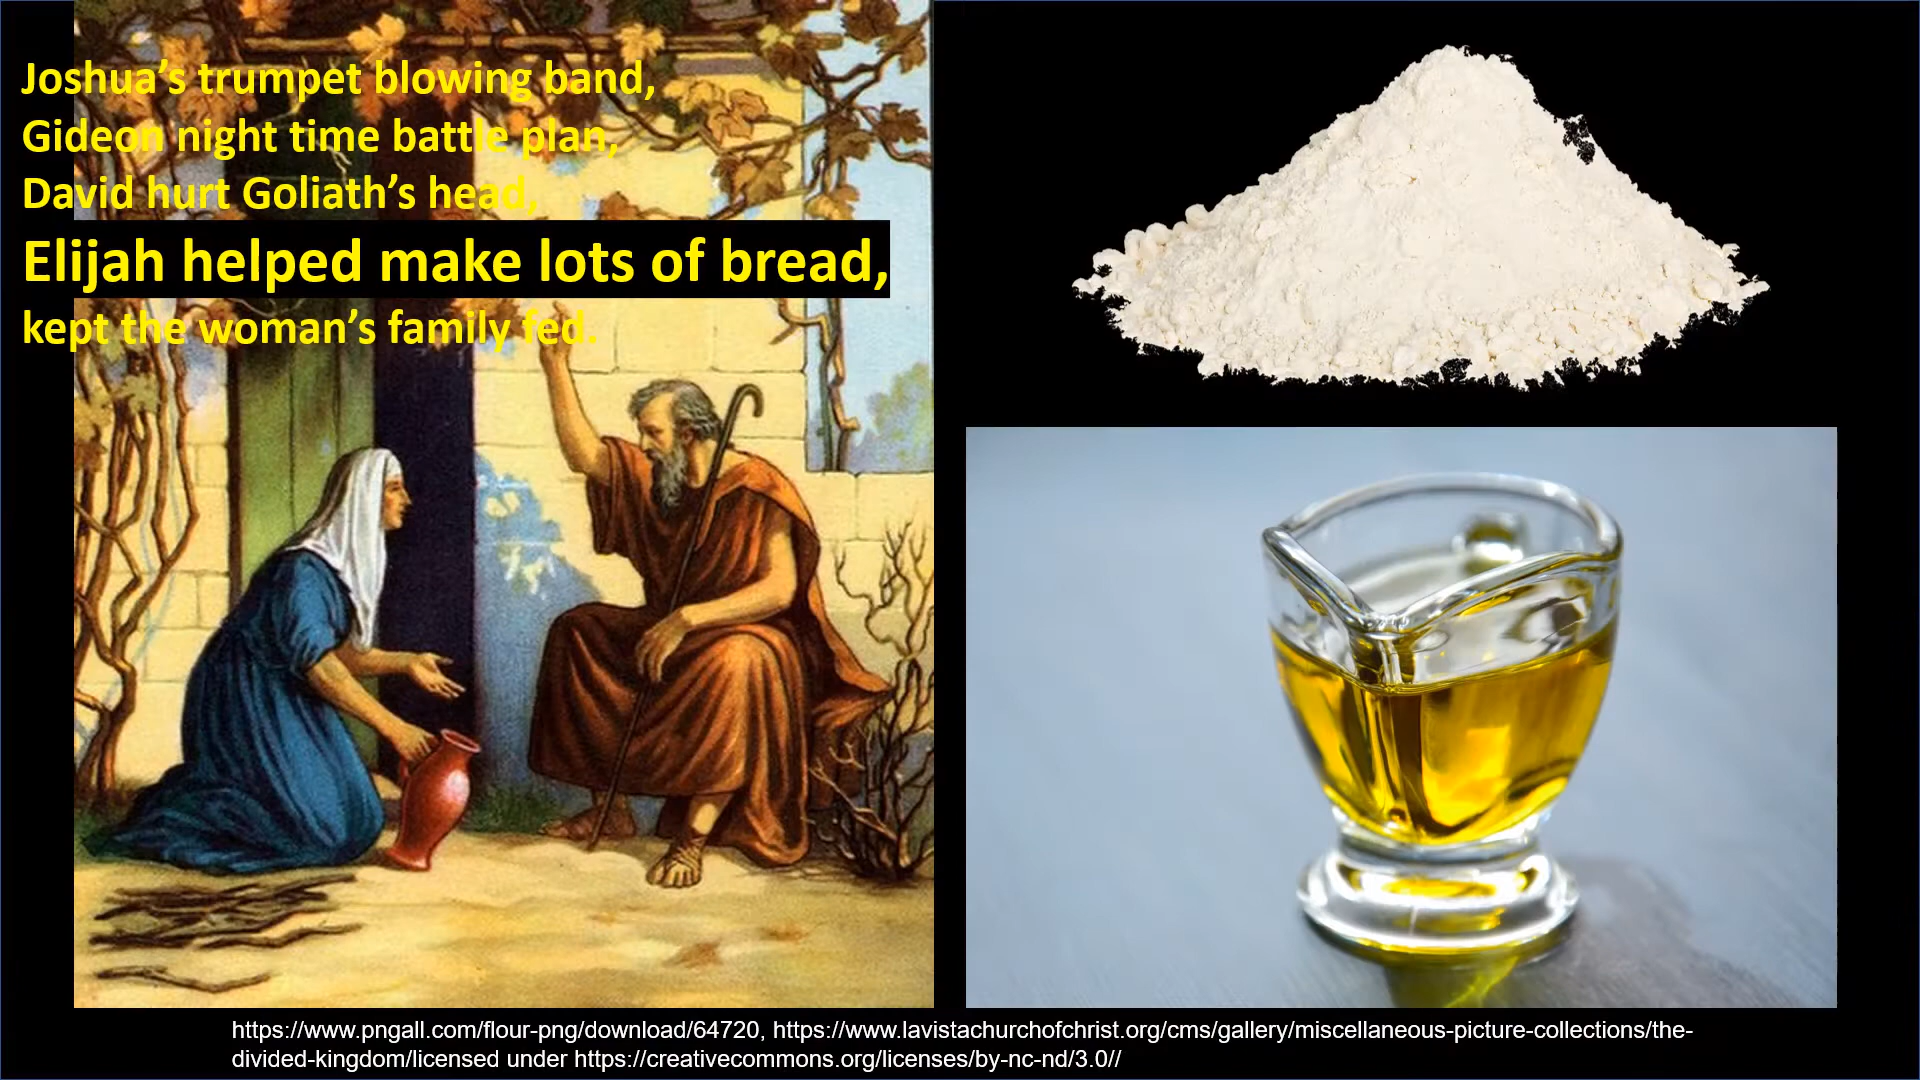 Joshua’s trumpet blowing band,
Gideon night time battle plan,
David hurt Goliath’s head,
Elijah helped make lots of bread,
kept the woman’s family fed.
https://www.pngall.com/flour-png/download/64720, https://www.lavistachurchofchrist.org/cms/gallery/miscellaneous-picture-collections/the-
divided-kingdom/licensed under https://creativecommons.org/licenses/by-nc-nd/3.0//